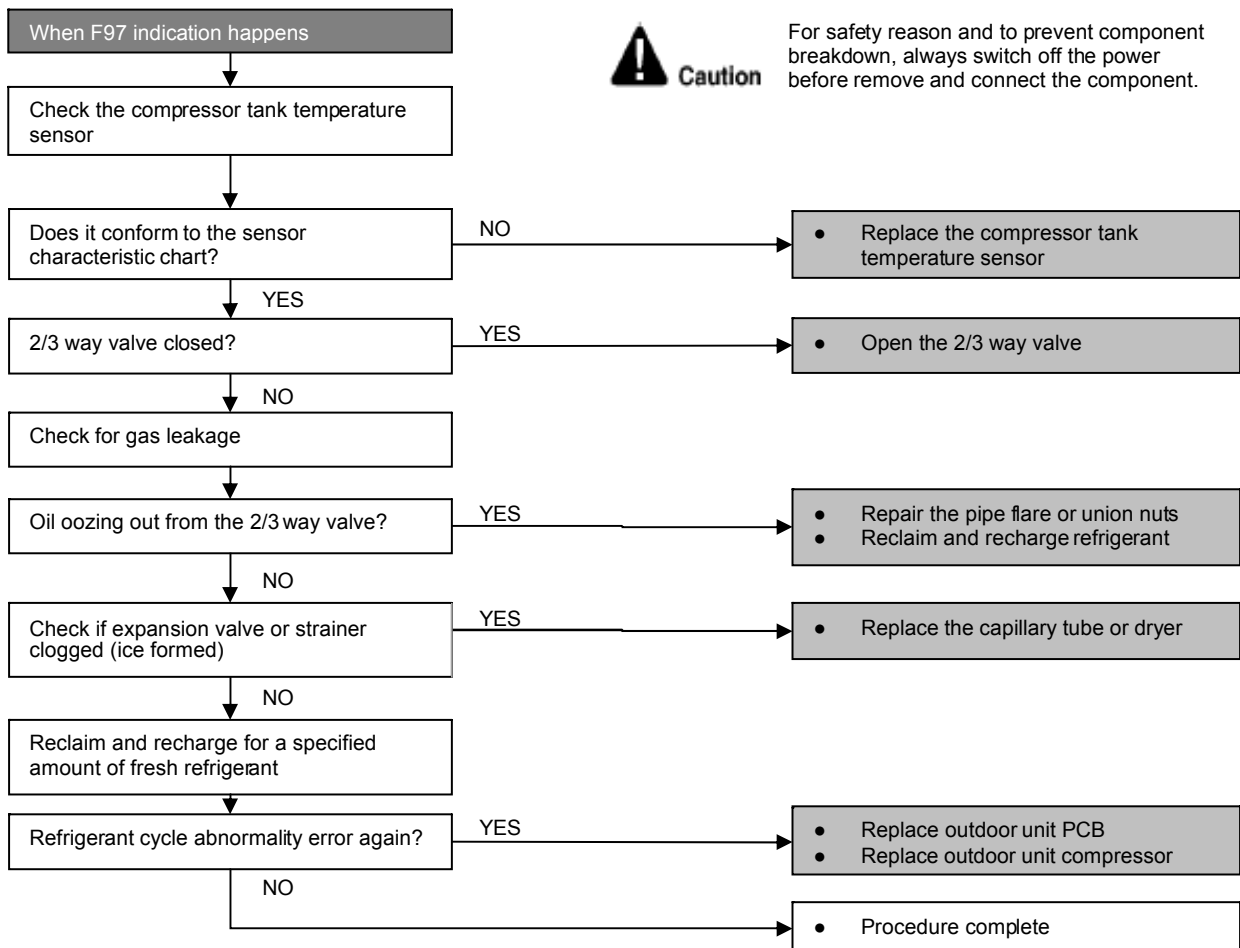 When F97 indication happens
Caution
For safety reason and to prevent component
breakdown, always switch off the power
before remove and connect the component.
Check the compressor tank temperature
sensor
Does it conform to the sensor
characteristic chart?
NO
● Replace the compressor tank
temperature sensor
YES
2/3 way valve closed?
YES
● Open the 2/3 way valve
NO
Check for gas leakage
Oil oozing out from the 2/3 way valve?
YES
● Repair the pipe flare or union nuts
● Reclaim and recharge refrigerant
NO
Check if expansion valve or strainer
clogged (ice formed)
YES
● Replace the capillary tube or dryer
NO
Reclaim and recharge for a specified
amount of fresh refrigerant
Refrigerant cycle abnormality error again?
YES
● Replace outdoor unit PCB
● Replace outdoor unit compressor
NO
● Procedure complete